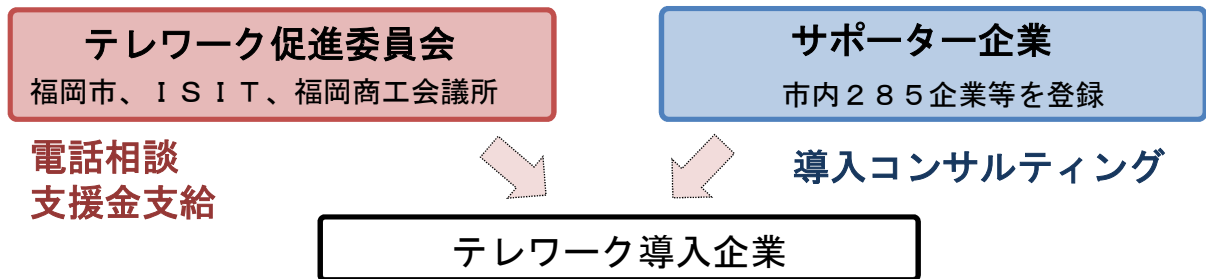 テレワーク促進委員会
福岡市、ＩＳＩＴ、福岡商工会議所
サポーター企業
市内２８５企業等を登録
電話相談
支援金支給
導入コンサルティング
テレワーク導入企業